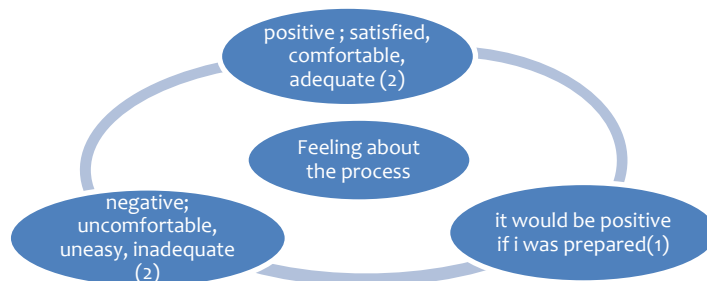 positive ; satisfied,
comfortable,
adequate (2)
Feeling about
the process
negative;
uncomfortable,
uneasy, inadequate
(2)
it would be positive
if i was prepared(1)